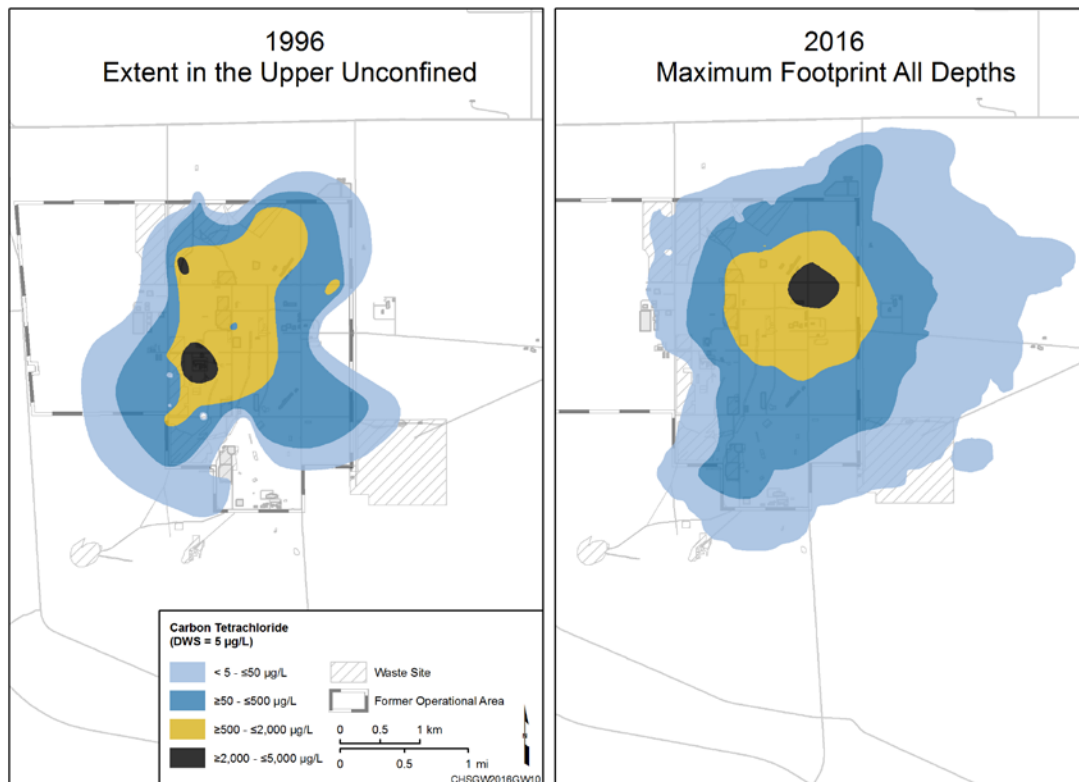 1996
Extent in the Upper Unconfined
2016
Maximum Footprint All Depths
Carbon Tetrachloride
(DWS = 5 µg/L)
< 5 - ≤50 µg/L
≥50 - ≤500 µg/L
≥500 - ≤2,000 µg/L
≥2,000 - ≤5,000 µg/L
Waste Site
Former Operational Area
0 0.5 1 km
0 0.5 1 mi
CHSGW2016GW10